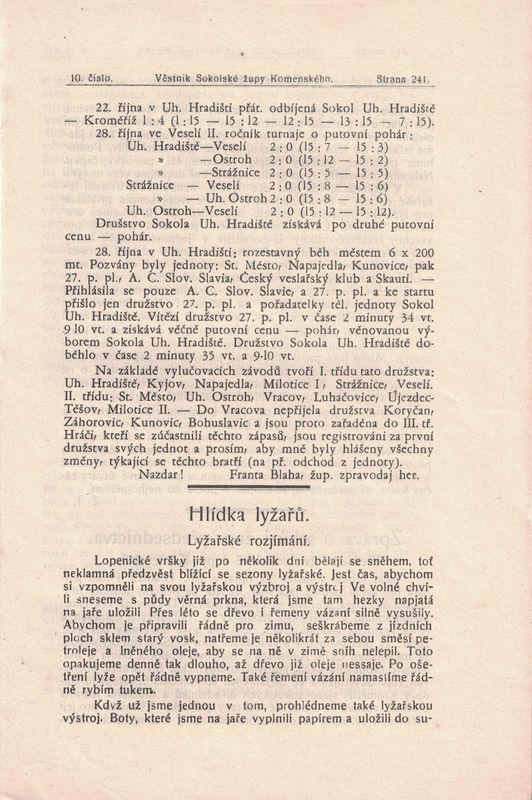 10. číslo. Věstník Sokolské župy Komenského. Strana 241.
22. října v Uh. Hradišti přát. odbíjená Sokol Uh. Hradiště
— Kroměříž 1 : 4 (1 : 15 — 15 : 12 — 12 : 15 — 13 : 15 — 7 : 15).
28. října ve Veselí II. ročník turnaje o putovní pohár :
Uh. Hradiště—Veselí 2 : 0 (15 : 7 — 15 : 3)
» —Ostroh 2 : 0 (15 : 12 — 15 : 2)
» —Strážnice 2 : 0 (15 : 5 — 15 : 5)
Strážnice — Veselí 2 : 0 (15 : 8 — 15 : 6)
» — Uh. Ostroh 2 : 0 (15 : 8 — 15 : 6)
Uh. Ostroh—Veselí 2 : 0 (15 : 12 — 15 : 12).
Družstvo Sokola Uh. Hradiště získává po druhé putovní
cenu — pohár.
28. října v Uh. Hradišti: rozestavný běh městem 6 x 200
mt. Pozvány byly jednoty: St. Město, Napajedla, Kunovice, pak
27. p. pl., A. C. Slov. Slavia, Český veslařský klub a Skauti. —
Přihlásila se pouze A. C. Slov. Slavie, a 27. p. pl. a ke startu
přišlo jen družstvo 27. p. pl. a pořadatelky těl. jednoty Sokol
Uh. Hradiště. Vítězí družstvo 27. p. pl. v čase 2 minuty 34 vt.
9-10 vt. a získává věčně putovní cenu — pohár, věnovanou vý-
borem Sokola Uh. Hradiště. Družstvo Sokola Uh. Hradiště do-
běhlo v čase 2 minuty 35 vt. a 9-10 vt.
Na základě vylučovacích závodů tvoří I. třídu tato družstva:
Uh. Hradiště, Kyjov, Napajedla, Milotice I, Strážnice, Veselí.
II. třídu: St. Město, Uh. Ostroh, Vracov, Luhačovice, Újezdec-
Těšov, Milotice II. — Do Vracova nepřijela družstva Koryčan,
Záhorovic, Kunovic, Bohuslavic a jsou proto zařaděna do III. tř.
Hráči, kteří se zúčastnili těchto zápasů, jsou registrováni za první
družstva svých jednot a prosím, aby mně byly hlášeny všechny
změny, týkající se těchto bratří (na př. odchod z jednoty).
Nazdar! Franta Blaha, žup. zpravodaj her.
Hlídka lyžařů.
Lyžařské rozjímání.
Lopenické vršky již po několik dní bělají se sněhem, toť
neklamná předzvěst blížící se sezony lyžařské. Jest čas, abychom
si vzpomněli na svou lyžařskou výzbroj a výstroj Ve volné chví-
li sneseme s půdy věrná prkna, která jsme tam hezky napjatá
na jaře uložili Přes léto se dřevo i řemeny vázaní silně vysušily.
Abychom je připravili řádně pro zimu, seškrábeme z jízdních
ploch sklem starý vosk, natřeme je několikrát za sebou směsí pe-
troleje a lněného oleje, aby se na ně v zimě sníh nelepil. Toto
opakujeme denně tak dlouho, až dřevo již oleje nessaje. Po oše-
tření lyže opět řádně vypneme. Také řemení vázání namastíme řád-
ně rybím tukem.
Když už jsme jednou v tom, prohlédneme také lyžařskou
výstroj. Boty, které jsme na jaře vyplnili papírem a uložili do su-